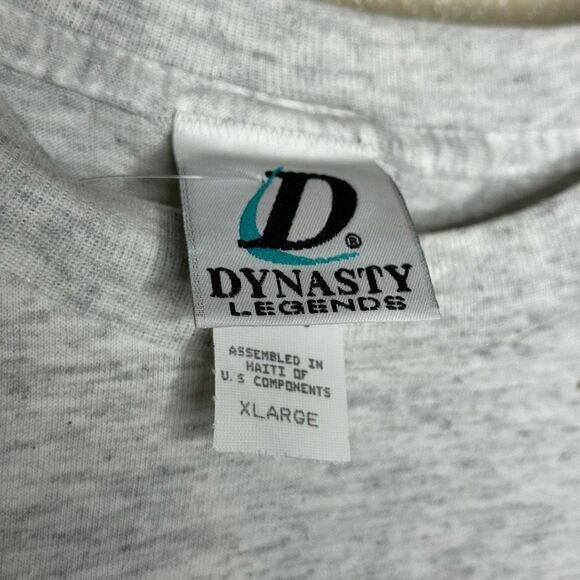 D®
DYNASTY
LEGENDS
ASSEMBLED IN
HAITI OF
U.S COMPONENTS
XLARGE